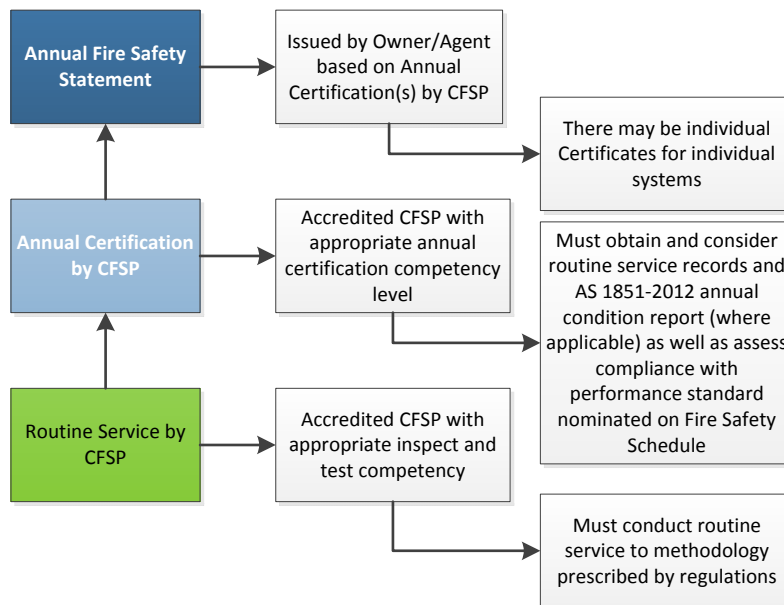 Annual Fire Safety
Statement
Issued by Owner/Agent
based on Annual
Certification(s) by CFSP
There may be individual
Certificates for individual
systems
Annual Certification
by CFSP
Accredited CFSP with
appropriate annual
certification competency
level
Must obtain and consider
routine service records and
AS 1851-2012 annual
condition report (where
applicable) as well as assess
compliance with
performance standard
nominated on Fire Safety
Schedule
Routine Service by
CFSP
Accredited CFSP with
appropriate inspect and
test competency
Must conduct routine
service to methodology
prescribed by regulations